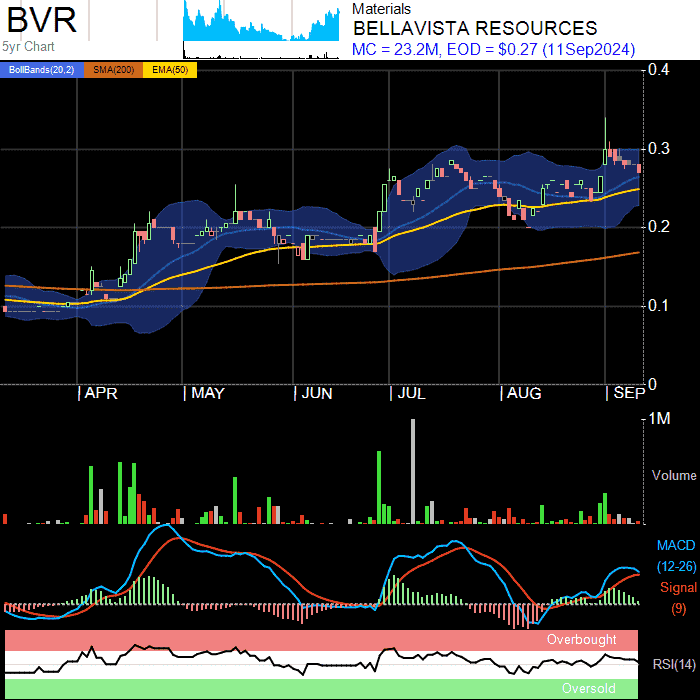 BVR
5yr Chart
Materials
BELLAVISTA RESOURCES
MC = 23.2M, EOD = $0.27 (11Sep2024)
BollBands(20,2) SMA(200) EMA(50)
0.4
0.3
0.2
0.1
0
| APR | MAY | JUN | JUL | AUG | SEP
1M
Volume
MACD
(12-26)
Signal
(9)
Overbought
RSI(14)
Oversold